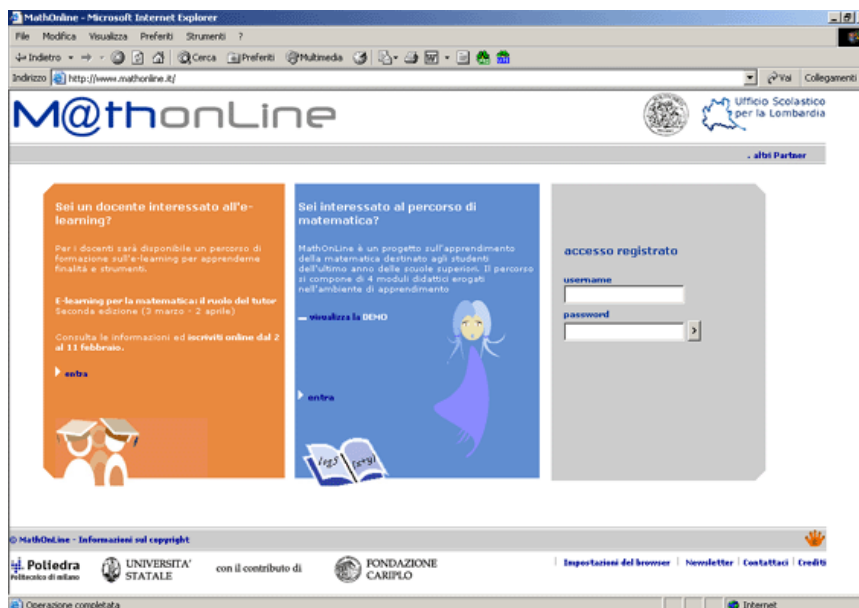 MathOnline - Microsoft Internet Explorer
File Modifica Visualizza Preferiti Strumenti ?
Indietro Cerca Preferiti Multimedia
Indirizzo http://www.mathonline.it/ Vai Collegamenti
M@thonLine
Ufficio Scolastico
per la Lombardia
. altri Partner
Sei un docente interessato all'e-
learning?
Per i docenti sarà disponibile un percorso di
formazione sull'e-learning per apprenderne
finalità e strumenti.
E-learning per la matematica: il ruolo del tutor
Seconda edizione (3 marzo - 2 aprile)
Consulta le informazioni ed iscriviti online dal 2
al 11 febbraio.
entra
Sei interessato al percorso di
matematica?
MathOnLine è un progetto sull'apprendimento
della matematica destinato agli studenti
dell'ultimo anno delle scuole superiori. Il percorso
si compone di 4 moduli didattici erogati
nell'ambiente di apprendimento
visualizza la DEMO
entra
log5 (x+y)
accesso registrato
username
password
© MathOnLine - Informazioni sul copyright
Poliedra
Politecnico di milano
UNIVERSITA'
STATALE
con il contributo di
FONDAZIONE
CARIPLO
Impostazioni del browser | Newsletter | Contattaci | Crediti
Operazione completata
Internet